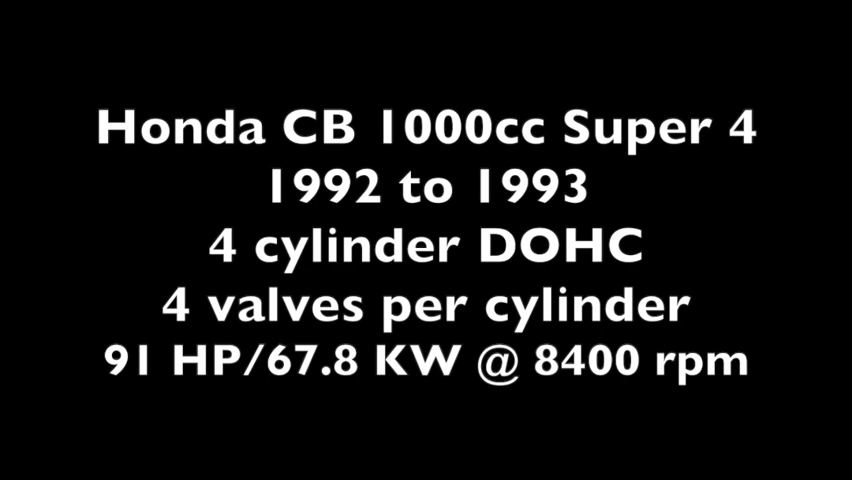 Honda CB 1000cc Super 4
1992 to 1993
4 cylinder DOHC
4 valves per cylinder
91 HP/67.8 KW @ 8400 rpm